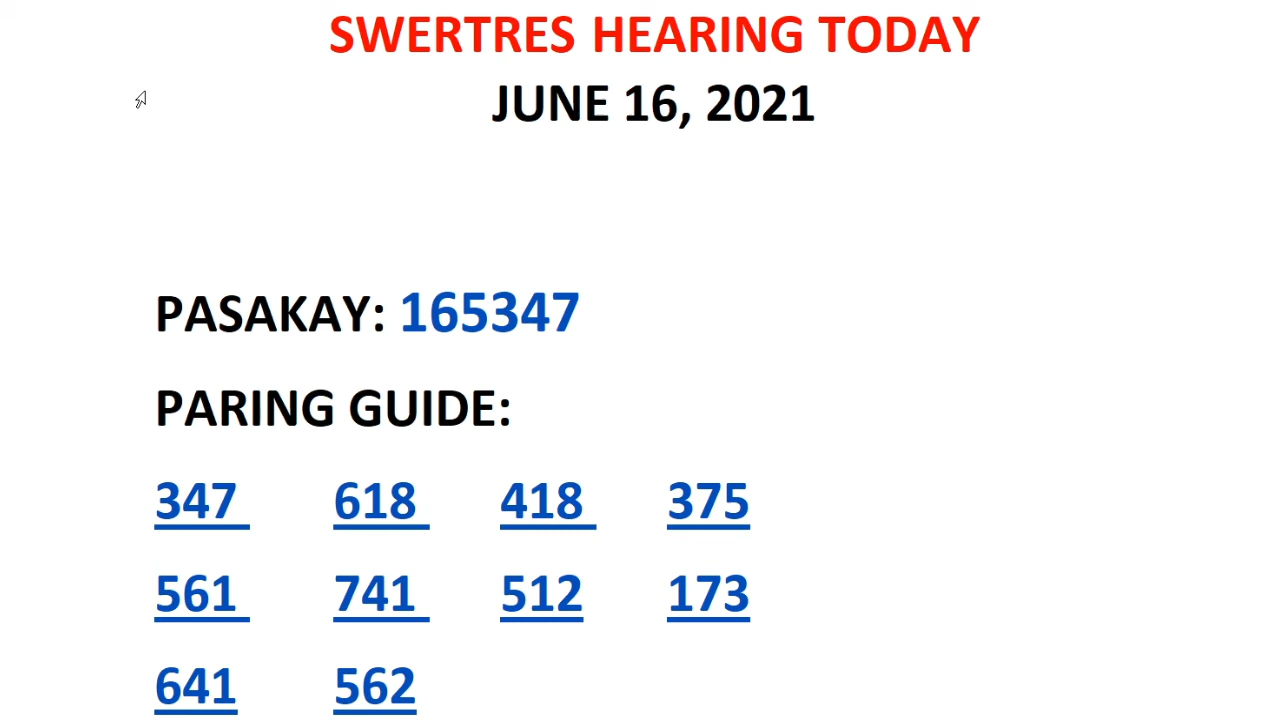 SWERTRES HEARING TODAY
JUNE 16, 2021
PASAKAY: 165347
PARING GUIDE:
347 618 418 375
561 741 512 173
641 562